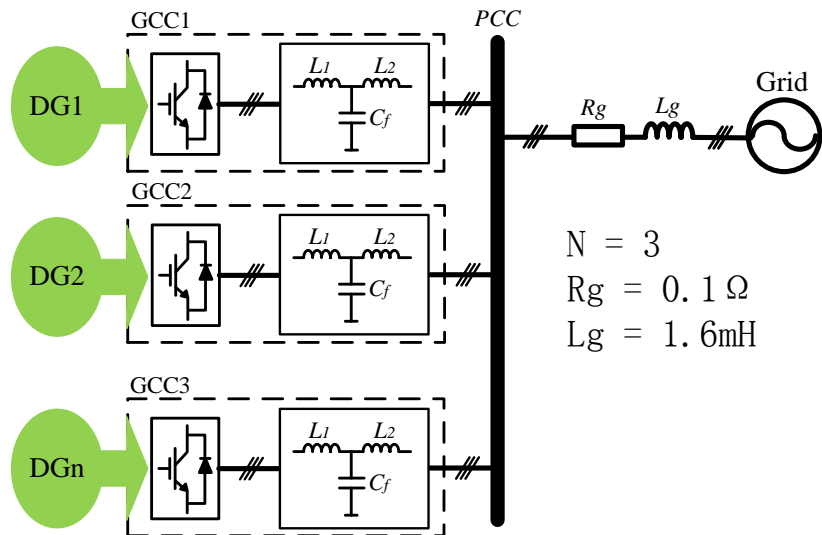 GCC1
DG1
L1 L2
Cf
PCC
Rg Lg
Grid
GCC2
DG2
L1 L2
Cf
N = 3
Rg = 0.1Ω
Lg = 1.6mH
GCC3
DGn
L1 L2
Cf